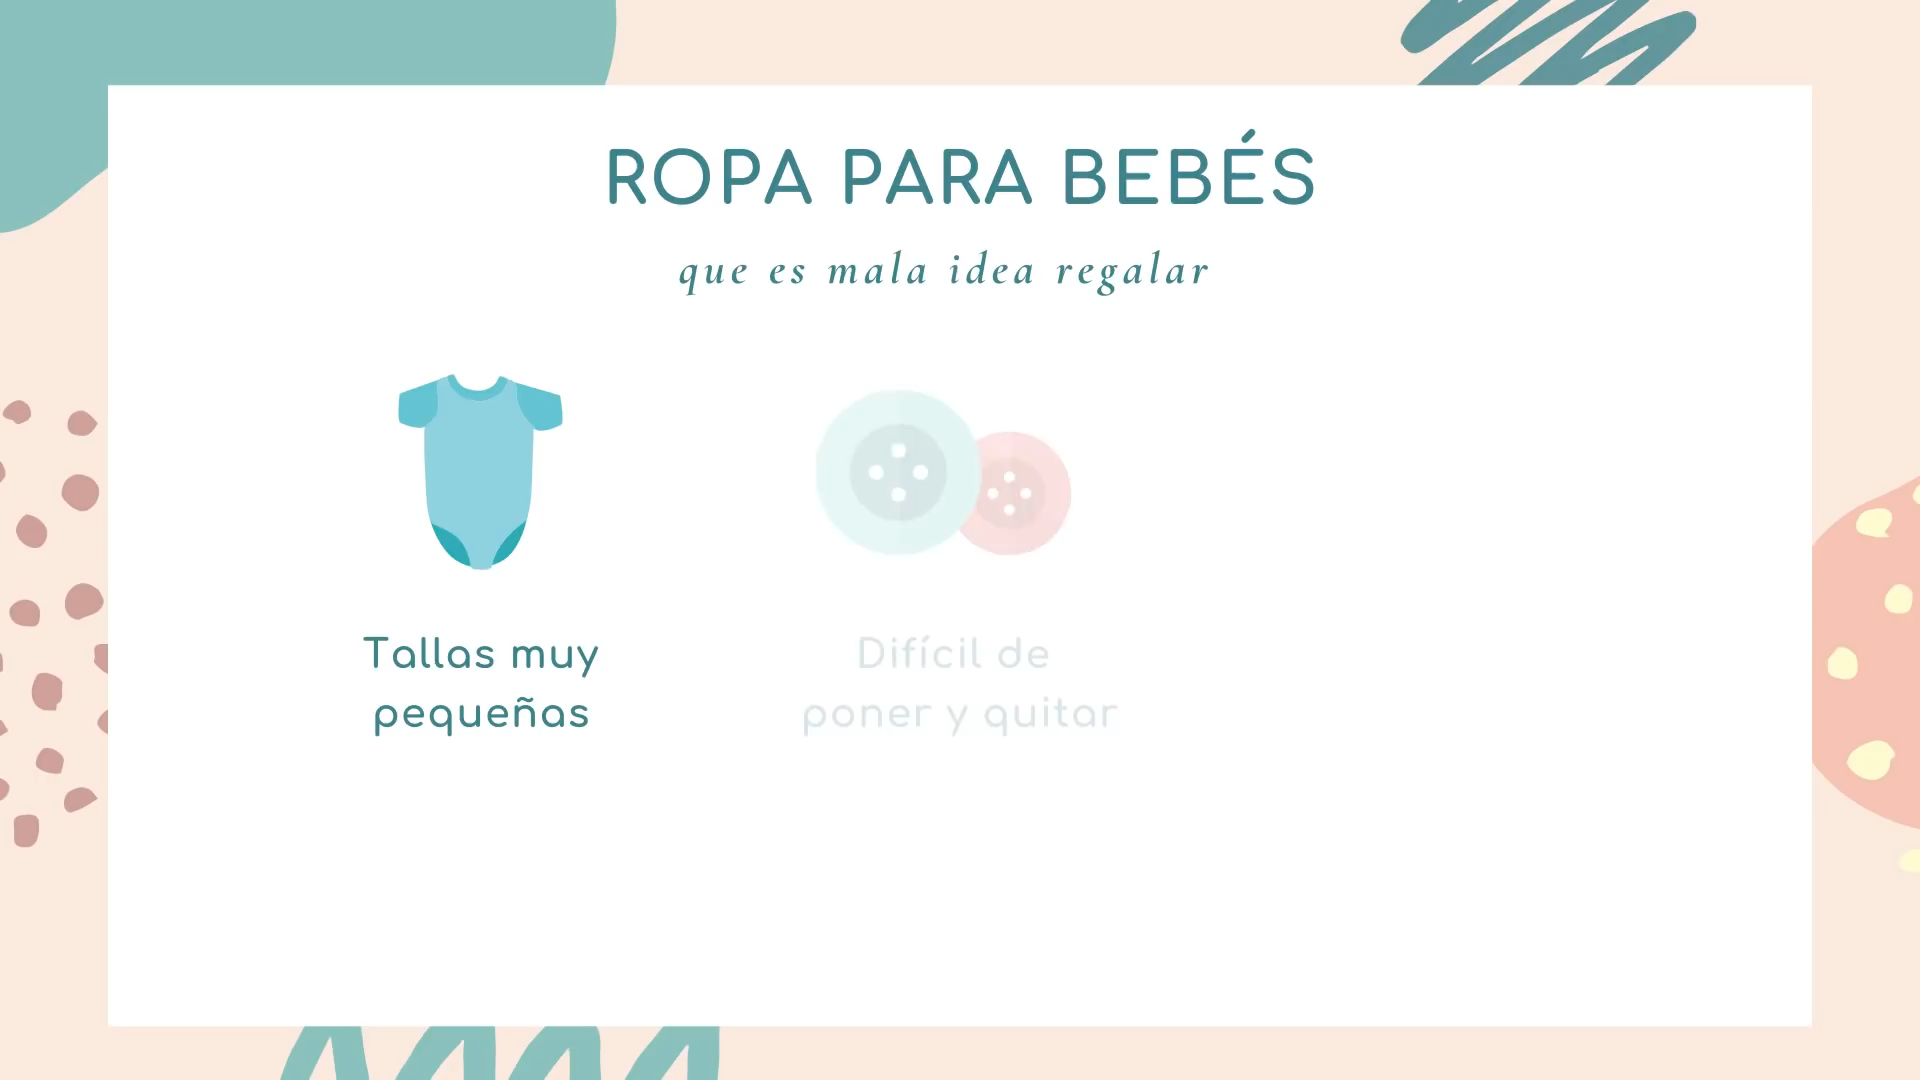 ROPA PARA BEBÉS
que es mala idea regalar
Tallas muy
pequeñas
Difícil de
poner y quitar